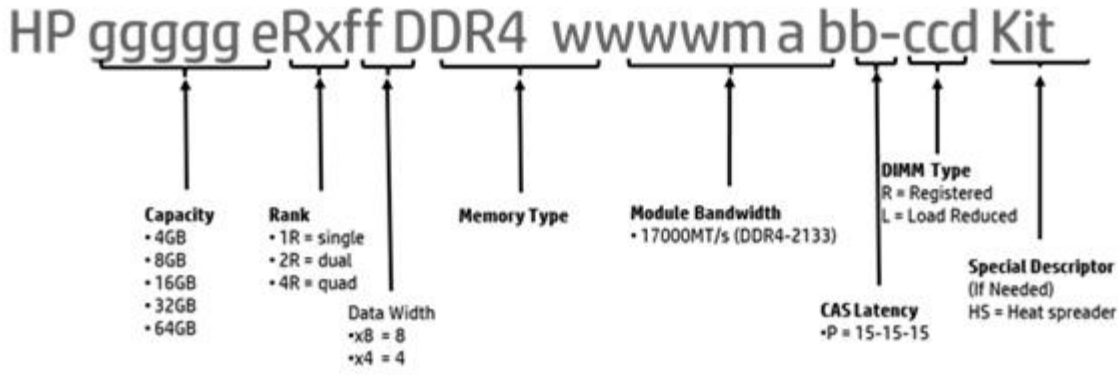 HP ggggg eRxff DDR4 wwwwm a bb-ccd Kit
Capacity
• 4GB
• 8GB
• 16GB
• 32GB
• 64GB
Rank
• 1R = single
• 2R = dual
• 4R = quad
Data Width
•x8 = 8
•x4 = 4
Memory Type
Module Bandwidth
• 17000MT/s (DDR4-2133)
CAS Latency
•P = 15-15-15
DIMM Type
R = Registered
L = Load Reduced
Special Descriptor
(If Needed)
HS = Heat spreader